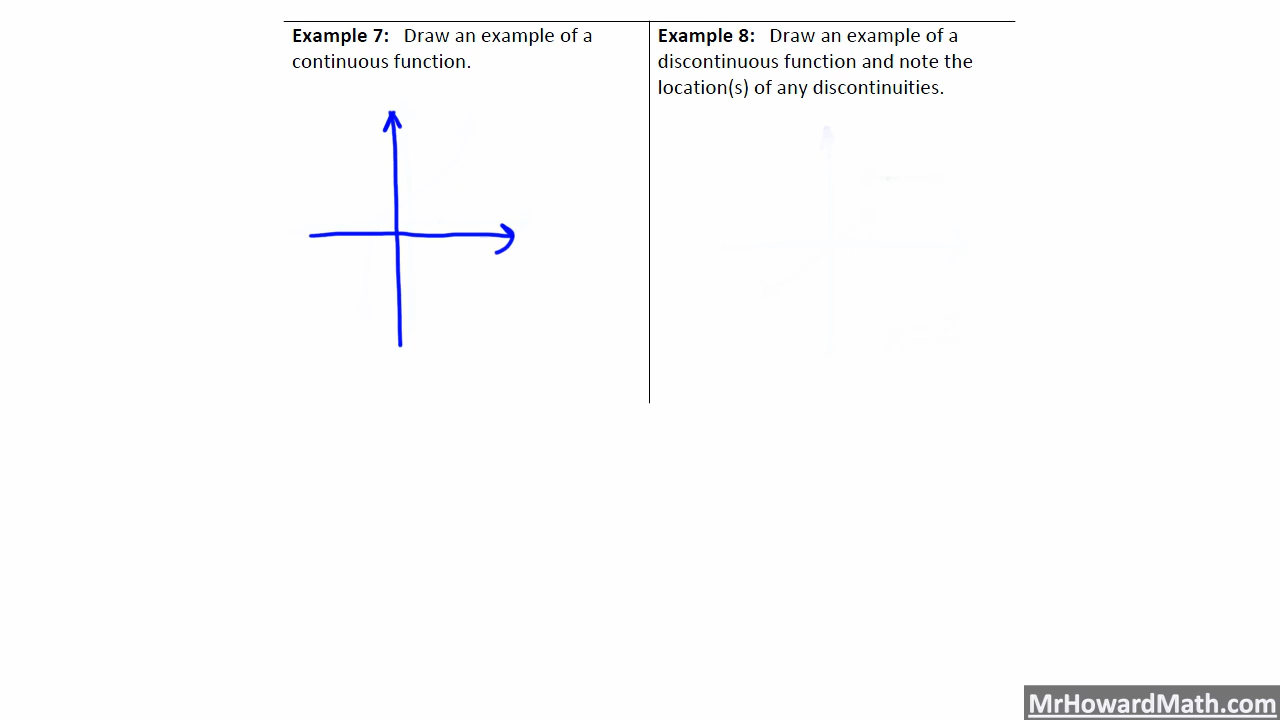 Example 7: Draw an example of a
continuous function.
Example 8: Draw an example of a
discontinuous function and note the
location(s) of any discontinuities.
MrHowardMath.com